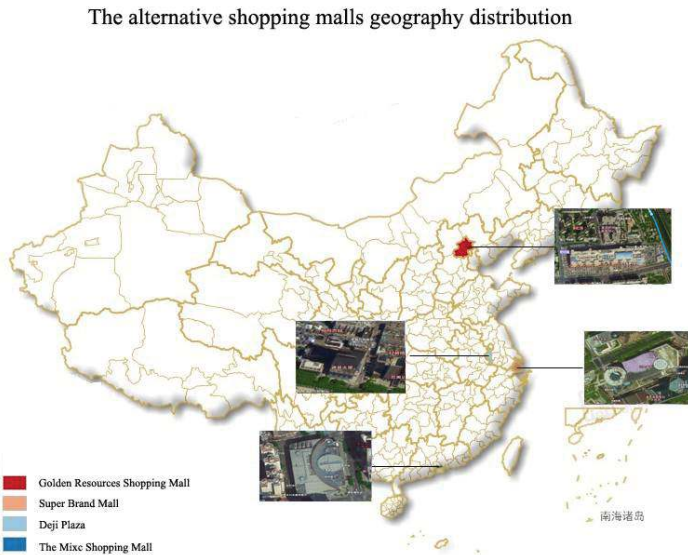 The alternative shopping malls geography distribution
南海诸岛
Golden Resources Shopping Mall
Super Brand Mall
Deji Plaza
The Mixc Shopping Mall